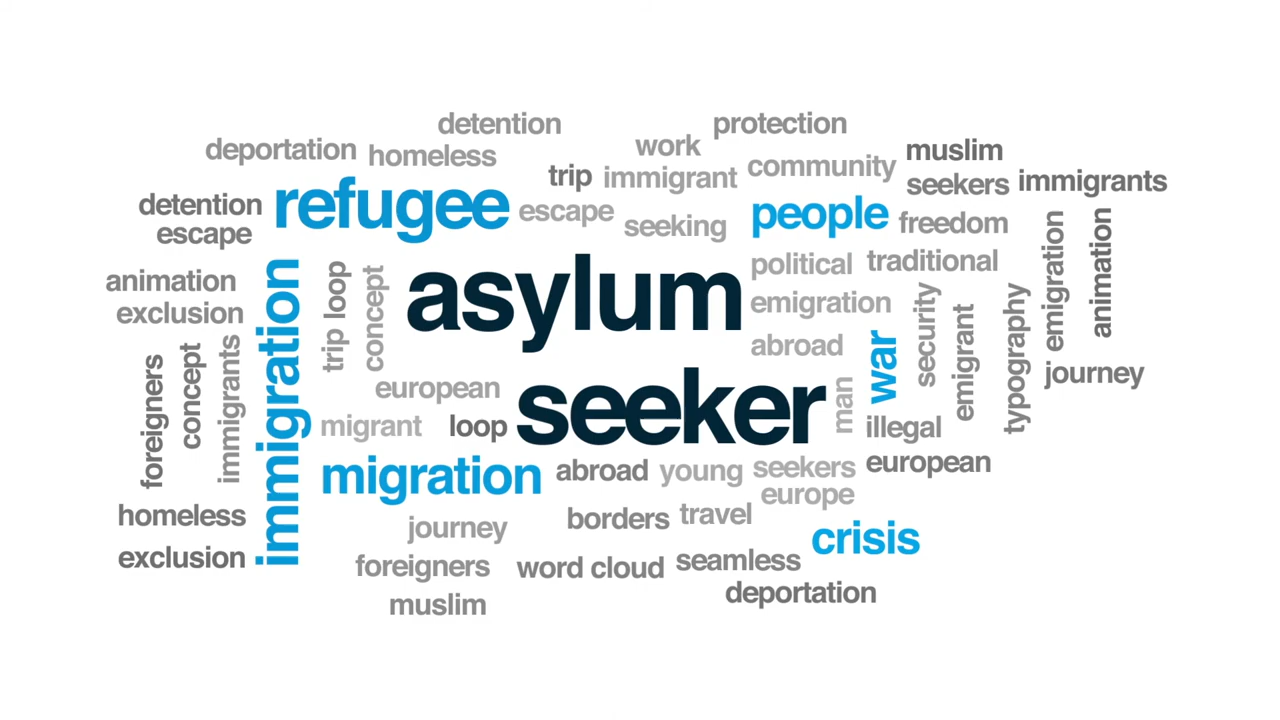 detention
protection
deportation
homeless
work
community
muslim
trip
immigrant
seekers
immigrants
detention
refugee
escape
seeking
people
freedom
escape
asylum
political
traditional
animation
exclusion
immigration
trip loop
concept
emigration
abroad
war
security
emigrant
typography
emigration
animation
journey
foreigners
concept
immigrants
european
seeker
man
illegal
migrant
loop
european
migration
abroad
young
seekers
europe
homeless
journey
borders
travel
crisis
exclusion
foreigners
word cloud
seamless
deportation
muslim